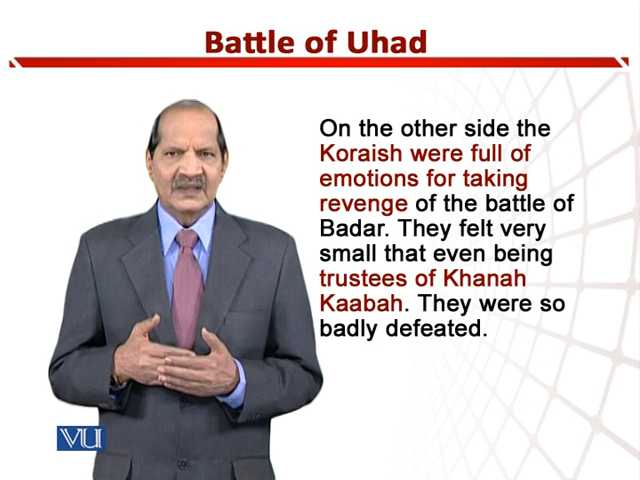 Battle of Uhad
On the other side the
Koraish were full of
emotions for taking
revenge of the battle of
Badar. They felt very
small that even being
trustees of Khanah
Kaabah. They were so
badly defeated.
VU